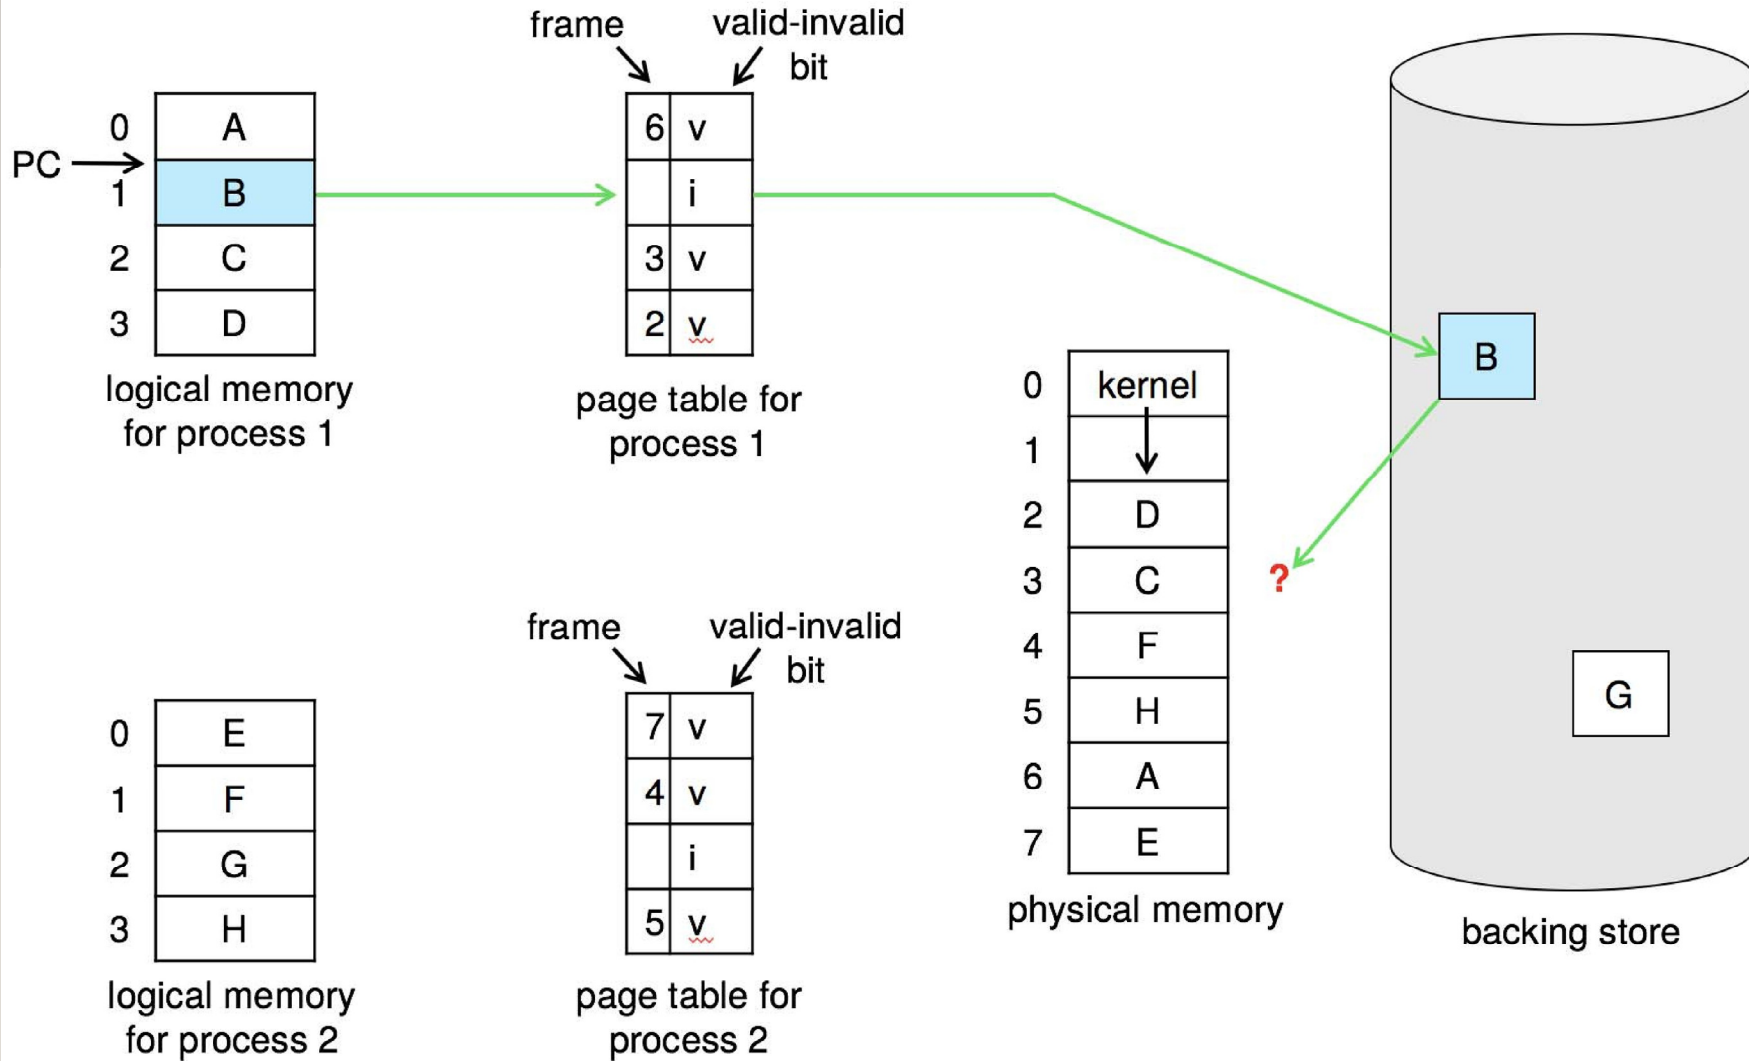 frame
valid-invalid
bit
PC
0 A
1 B
2 C
3 D
logical memory
for process 1
6 v
i
3 v
2 v
page table for
process 1
0 kernel
1
2 D
3 C
4 F
5 H
6 A
7 E
physical memory
?
B
G
backing store
frame
valid-invalid
bit
0 E
1 F
2 G
3 H
logical memory
for process 2
7 v
4 v
i
5 v
page table for
process 2